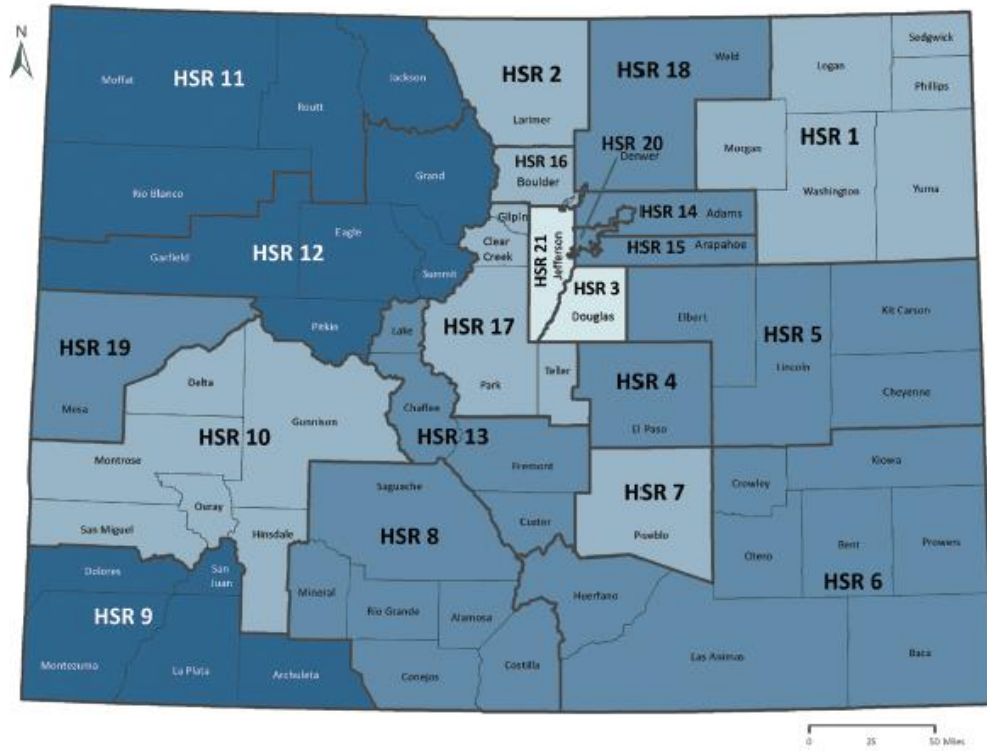 N
Moffat
HSR 11
Jackson
Routt
Rio Blanco
Grand
HSR 2
Larimer
HSR 18
Weld
Logan
Sedgwick
Phillips
HSR 16
Boulder
HSR 20
Denver
Morgan
HSR 1
Washington
Yuma
Garfield
HSR 12
Eagle
Summit
Pitkin
Gilpin
Clear
Creek
HSR 21
Jefferson
HSR 14
Adams
HSR 15
Arapahoe
HSR 3
Douglas
HSR 19
Mesa
Lake
HSR 17
Park
Teller
Elbert
HSR 5
Lincoln
Kit Carson
Cheyenne
Delta
Gunnison
HSR 10
Montrose
Ouray
San Miguel
Hinsdale
Chaffee
HSR 13
Fremont
Custer
HSR 4
El Paso
HSR 7
Pueblo
Crowley
Kiowa
Otero
Bent
Prowers
HSR 6
Saguache
HSR 8
Mineral
Rio Grande
Alamosa
Conejos
Costilla
Huerfano
Las Animas
Baca
Dolores
San
Juan
HSR 9
Montezuma
La Plata
Archuleta
0 25 50 Miles